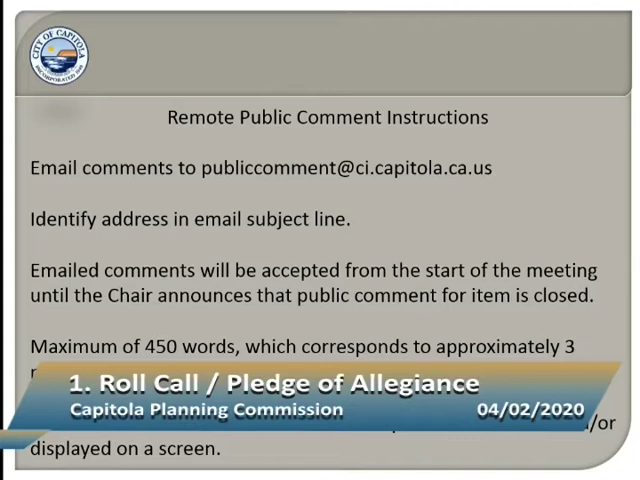 CITY OF CAPITOLA
INCORPORATED 1949
Remote Public Comment Instructions
Email comments to publiccomment@ci.capitola.ca.us
Identify address in email subject line.
Emailed comments will be accepted from the start of the meeting
until the Chair announces that public comment for item is closed.
Maximum of 450 words, which corresponds to approximately 3
1. Roll Call / Pledge of Allegiance
Capitola Planning Commission 04/02/2020
/or
displayed on a screen.